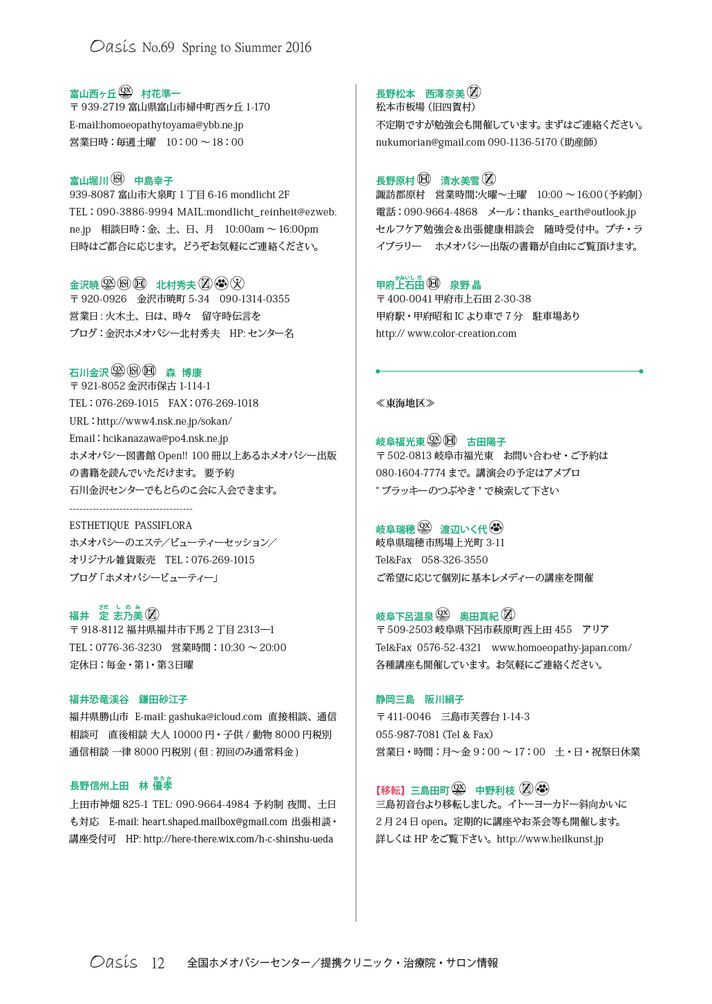 Oasis No.69 Spring to Siummer 2016
富山西ヶ丘 QX 村花準一
〒939-2719 富山県富山市婦中町西ヶ丘 1-170
E-mail:homoeopathytoyama@ybb.ne.jp
営業日時：毎週土曜　10：00 〜 18：00
富山堀川 中島幸子
939-8087 富山市大泉町 1 丁目 6-16 mondlicht 2F
TEL：090-3886-9994 MAIL:mondlicht_reinheit@ezweb.
ne.jp　相談日時：金、土、日、月　10:00am 〜 16:00pm
日時はご都合に応じます。どうぞお気軽にご連絡ください。
金沢暁 QX H 北村秀夫 Z 火
〒920-0926　金沢市暁町 5-34　090-1314-0355
営業日 : 火木土、日は、時々　留守時伝言を
ブログ：金沢ホメオパシー北村秀夫　HP: センター名
石川金沢 QX H 森 博康
〒921-8052 金沢市保古 1-114-1
TEL：076-269-1015　FAX：076-269-1018
URL：http://www4.nsk.ne.jp/sokan/
Email：hcikanazawa@po4.nsk.ne.jp
ホメオパシー図書館 Open!! 100 冊以上あるホメオパシー出版
の書籍を読んでいただけます。 要予約
石川金沢センターでもとらのこ会に入会できます。
--------------------------------------
ESTHETIQUE PASSIFLORA
ホメオパシーのエステ／ビューティーセッション／
オリジナル雑貨販売　TEL：076-269-1015
ブログ「ホメオパシービューティー」
さだ しのみ
福井　定 志乃美 Z
〒918-8112 福井県福井市下馬 2 丁目 2313―1
TEL：0776-36-3230　営業時間：10:30 〜 20:00
定休日：毎金・第1・第3日曜
福井恐竜渓谷　鎌田砂江子
福井県勝山市 E-mail: gashuka@icloud.com 直接相談、通信
相談可　直後相談 大人 10000 円・子供 / 動物 8000 円税別
通信相談 一律 8000 円税別 ( 但 : 初回のみ通常料金 )
ゆたか
長野信州上田　林 優孝
上田市神畑 825-1 TEL: 090-9664-4984 予約制 夜間、土日
も対応　E-mail: heart.shaped.mailbox@gmail.com 出張相談・
講座受付可　HP: http://here-there.wix.com/h-c-shinshu-ueda
長野松本　西澤奈美 Z
松本市板場（旧四賀村）
不定期ですが勉強会も開催しています。まずはご連絡ください。
nukumorian@gmail.com 090-1136-5170（助産師）
長野原村 H 清水美雪 Z
諏訪郡原村　営業時間:火曜〜土曜　10:00 〜 16:00（予約制）
電話：090-9664-4868　メール：thanks_earth@outlook.jp
セルフケア勉強会＆出張健康相談会　随時受付中。プチ・ラ
イブラリー　ホメオパシー出版の書籍が自由にご覧頂けます。
かみいしだ
甲府上石田 H 泉野 晶
〒400-0041 甲府市上石田 2-30-38
甲府駅・甲府昭和 IC より車で 7 分　駐車場あり
http:// www.color-creation.com
≪東海地区≫
岐阜福光東 QX H 古田陽子
〒502-0813 岐阜市福光東　お問い合わせ・ご予約は
080-1604-7774 まで。講演会の予定はアメブロ
" ブラッキーのつぶやき " で検索して下さい
岐阜瑞穂 QX 渡辺いく代
岐阜県瑞穂市馬場上光町 3-11
Tel&Fax　058-326-3550
ご希望に応じて個別に基本レメディーの講座を開催
岐阜下呂温泉 QX 奥田真紀 Z
〒509-2503 岐阜県下呂市萩原町西上田 455　アリア
Tel&Fax 0576-52-4321　www.homoeopathy-japan.com/
各種講座も開催しています。お気軽にご連絡ください。
静岡三島　阪川絹子
〒411-0046　三島市芙蓉台 1-14-3
055-987-7081（Tel & Fax）
営業日・時間：月〜金 9：00 〜 17：00　土・日・祝祭日休業
【移転】三島田町 QX 中野利枝 Z
三島初音台より移転しました。イトーヨーカドー斜向かいに
2 月 24 日 open。定期的に講座やお茶会等も開催します。
詳しくは HP をご覧下さい。http://www.heilkunst.jp
Oasis 12 全国ホメオパシーセンター／提携クリニック・治療院・サロン情報